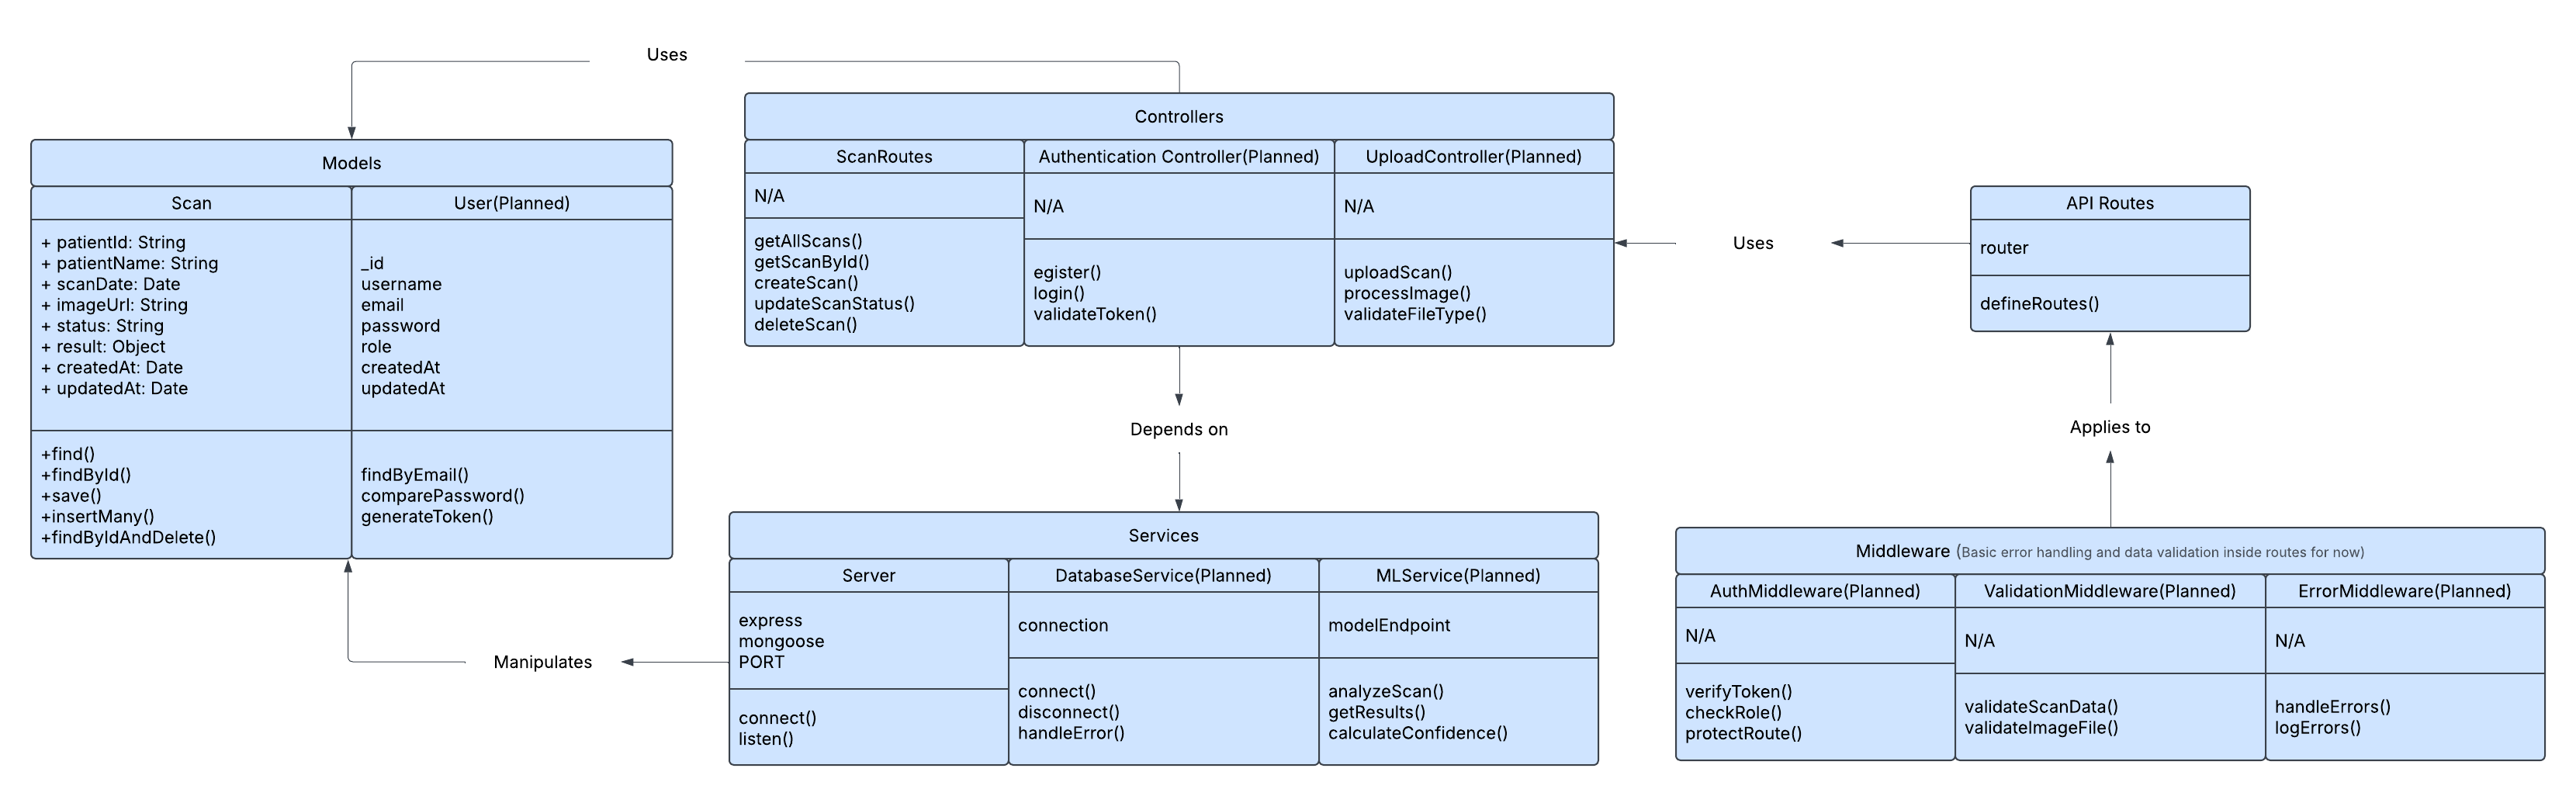 Uses
Controllers
ScanRoutes
N/A
getAllScans()
getScanById()
createScan()
updateScanStatus()
deleteScan()
Authentication Controller(Planned)
N/A
egister()
login()
validateToken()
UploadController(Planned)
N/A
uploadScan()
processImage()
validateFileType()
Models
Scan
+ patientId: String
+ patientName: String
+ scanDate: Date
+ imageUrl: String
+ status: String
+ result: Object
+ createdAt: Date
+ updatedAt: Date
+find()
+findById()
+save()
+insertMany()
+findByIdAndDelete()
User(Planned)
_id
username
email
password
role
createdAt
updatedAt
findByEmail()
comparePassword()
generateToken()
Uses
API Routes
router
defineRoutes()
Depends on
Applies to
Services
Server
express
mongoose
PORT
connect()
listen()
DatabaseService(Planned)
connection
connect()
disconnect()
handleError()
MLService(Planned)
modelEndpoint
analyzeScan()
getResults()
calculateConfidence()
Manipulates
Middleware (Basic error handling and data validation inside routes for now)
AuthMiddleware(Planned)
N/A
verifyToken()
checkRole()
protectRoute()
ValidationMiddleware(Planned)
N/A
validateScanData()
validateImageFile()
ErrorMiddleware(Planned)
N/A
handleErrors()
logErrors()